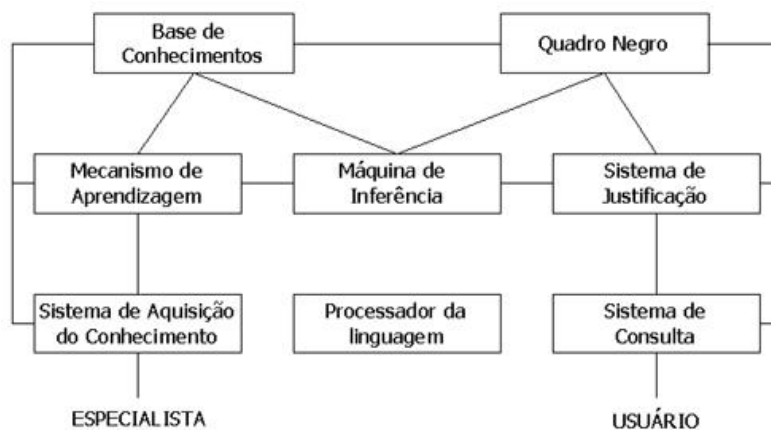 Base de
Conhecimentos
Quadro Negro
Mecanismo de
Aprendizagem
Máquina de
Inferência
Sistema de
Justificação
Sistema de Aquisição
do Conhecimento
Processador da
linguagem
Sistema de
Consulta
ESPECIALISTA
USUÁRIO